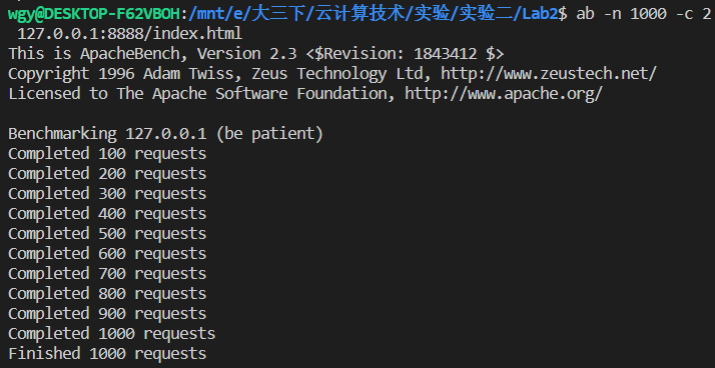 wgy@DESKTOP-F62VBOH:/mnt/e/大三下/云计算技术/实验/实验二/Lab2$ ab -n 1000 -c 2
 127.0.0.1:8888/index.html
This is ApacheBench, Version 2.3 <$Revision: 1843412 $>
Copyright 1996 Adam Twiss, Zeus Technology Ltd, http://www.zeustech.net/
Licensed to The Apache Software Foundation, http://www.apache.org/

Benchmarking 127.0.0.1 (be patient)
Completed 100 requests
Completed 200 requests
Completed 300 requests
Completed 400 requests
Completed 500 requests
Completed 600 requests
Completed 700 requests
Completed 800 requests
Completed 900 requests
Completed 1000 requests
Finished 1000 requests